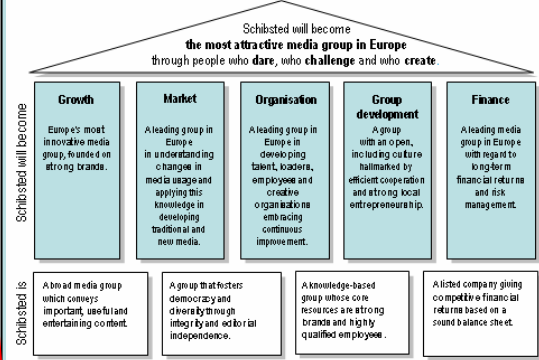 Schibsted will become
the most attractive media group in Europe
through people who dare, who challenge and who create.
Schibsted will become
Growth
Europe's most
innovative media
group, founded on
strong brands.
Market
A leading group in
Europe
in understanding
changes in
media usage and
applying this
knowledge in
developing
traditional and
new media.
Organisation
A leading group in
Europe in
developing
talent, leaders,
employees and
creative
organisations
embracing
continuous
improvement.
Group
development
A group
with an open,
including culture
hallmarked by
efficient cooperation
and strong local
entrepreneurship.
Finance
A leading media
group in Europe
with regard to
long-term
financial returns
and risk
management.
Schibsted is
A broad media group
which conveys
important, useful and
entertaining content.
A group that fosters
democracy and
diversity through
integrity and editorial
independence.
A knowledge-based
group whose core
resources are strong
brands and highly
qualified employees.
A listed company giving
competitive financial
returns based on a
sound balance sheet.